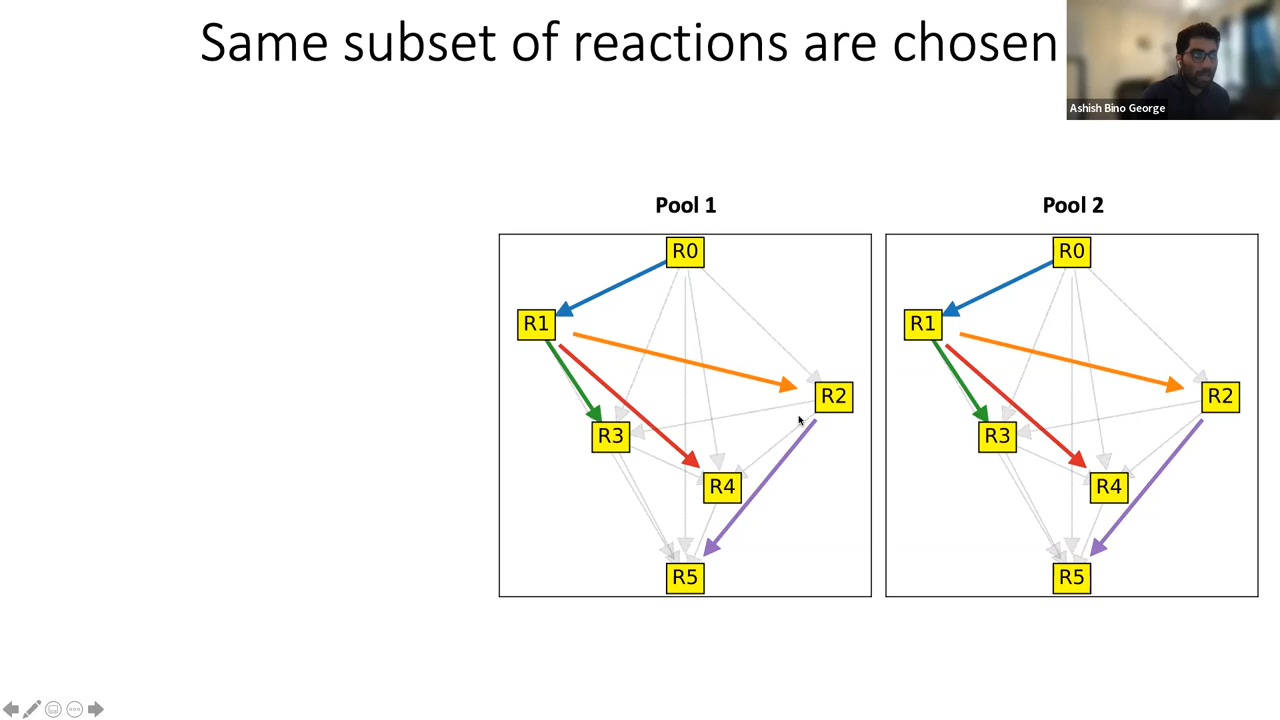 Same subset of reactions are chosen
Ashish Bino George
Pool 1
Pool 2
R0
R1
R2
R3
R4
R5
R0
R1
R2
R3
R4
R5